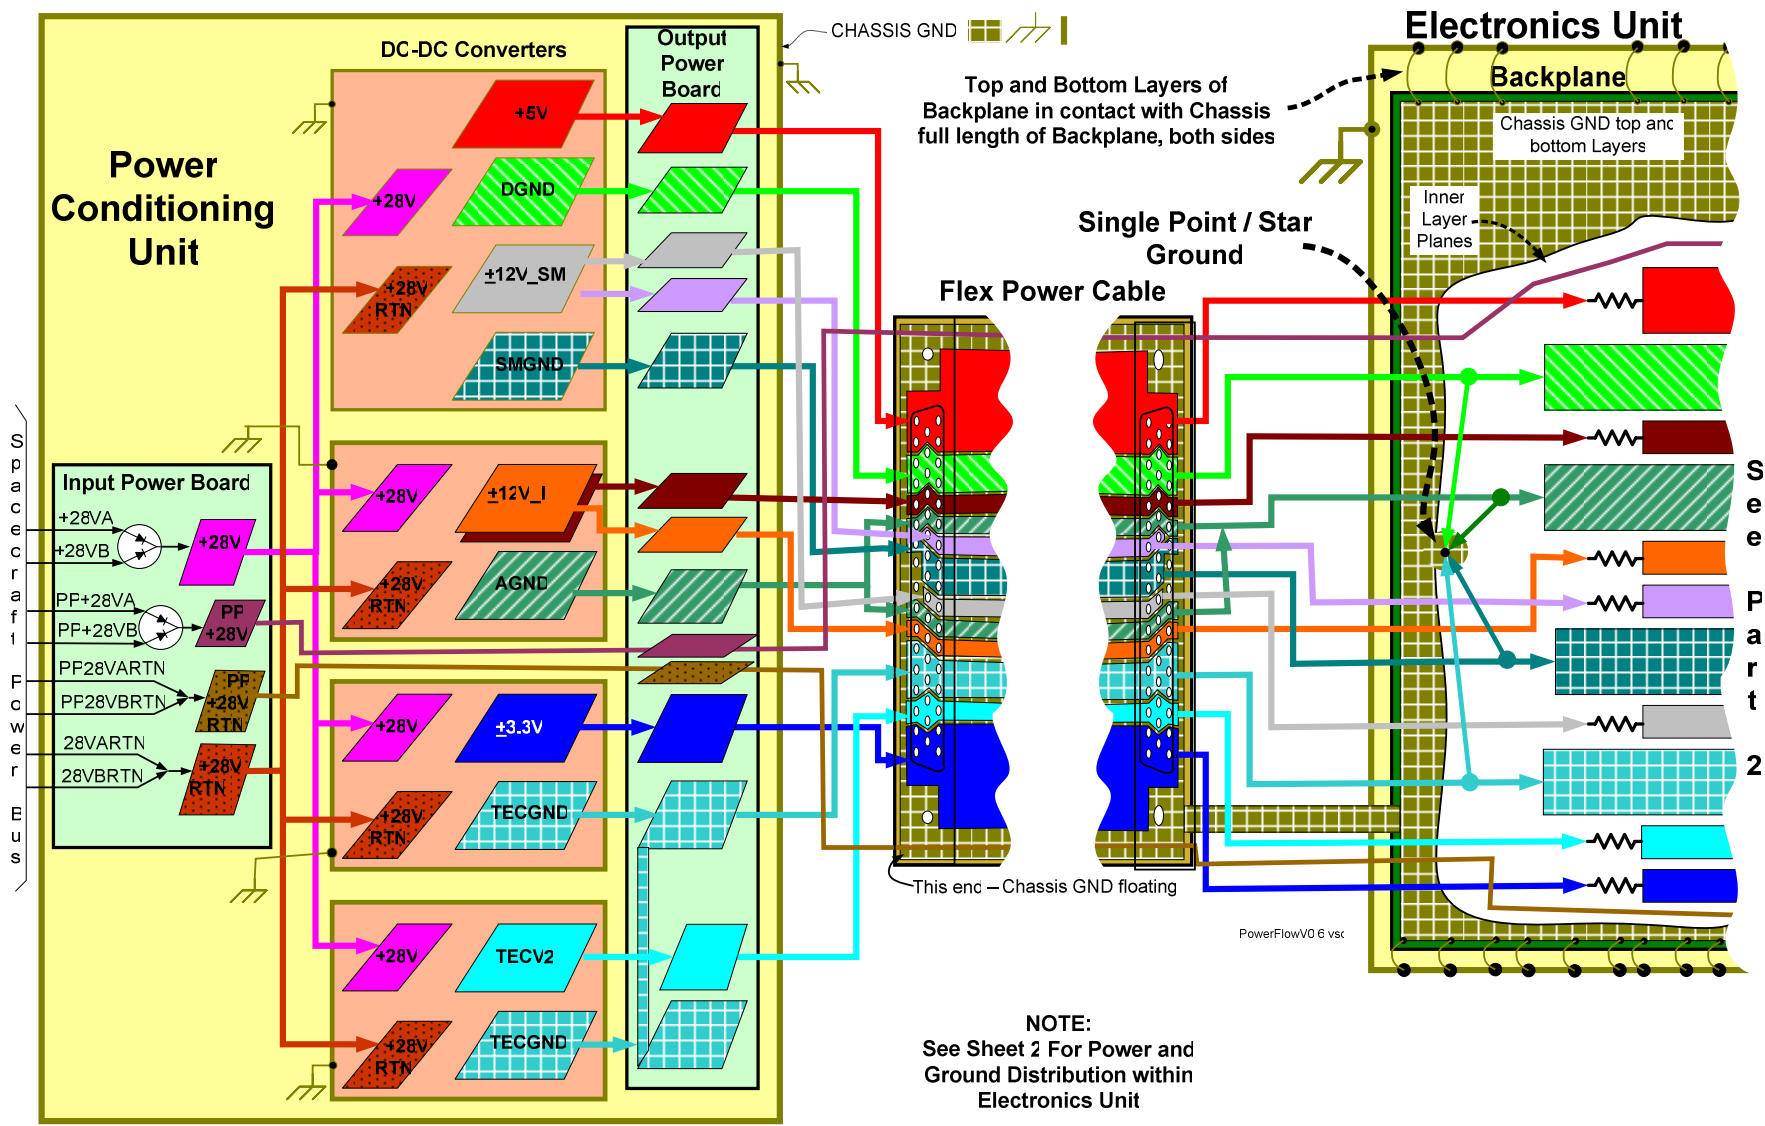 Power
Conditioning
Unit
DC-DC Converters
Output
Power
Board
CHASSIS GND
Electronics Unit
Backplane
Top and Bottom Layers of
Backplane in contact with Chassis
full length of Backplane, both sides
Chassis GND top and
bottom Layers
Inner
Layer
Planes
Single Point / Star
Ground
Flex Power Cable
+5V
DGND
+28V
±12V_SM
+28V
RTN
SMGND
+28V
±12V_I
+28V
RTN
AGND
Input Power Board
+28VA
+28VB
+28V
PP+28VA
PP+28VB
PP
+28V
PP28VARTN
PP28VBRTN
PP
+28V
RTN
28VARTN
28VBRTN
+28V
RTN
+28V
±3.3V
+28V
RTN
TECGND
+28V
TECV2
+28V
RTN
TECGND
Spacecraft Power Bus
This end – Chassis GND floating
See Part 2
PowerFlowV0 6 vsd
NOTE:
See Sheet 2 For Power and
Ground Distribution within
Electronics Unit